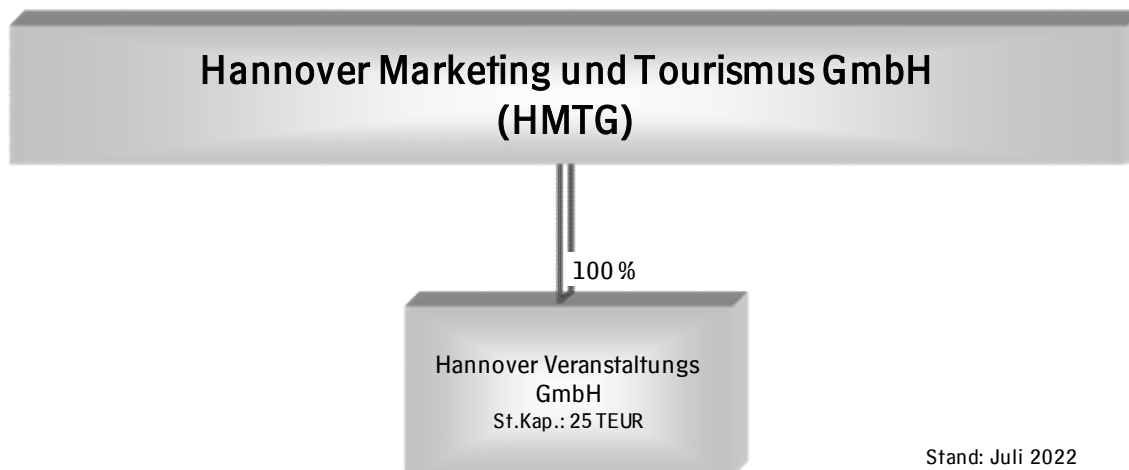 Hannover Marketing und Tourismus GmbH
(HMTG)
100 %
Hannover Veranstaltungs
GmbH
St.Kap.: 25 TEUR
Stand: Juli 2022